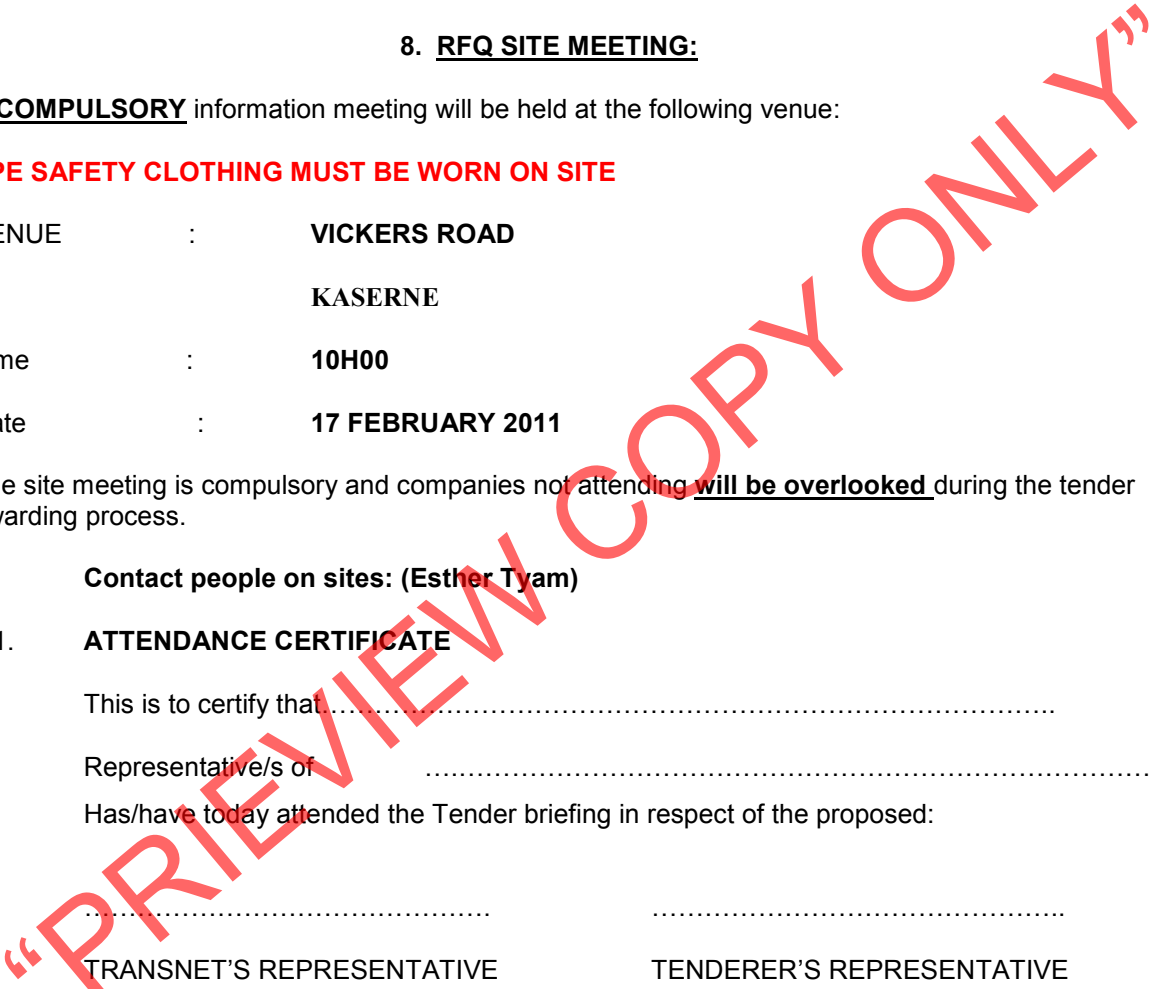 8. RFQ SITE MEETING:
COMPULSORY information meeting will be held at the following venue:
PE SAFETY CLOTHING MUST BE WORN ON SITE
ENUE : VICKERS ROAD
KASERNE
me : 10H00
ate : 17 FEBRUARY 2011
e site meeting is compulsory and companies not attending will be overlooked during the tender
warding process.
Contact people on sites: (Esther Tyam)
1. ATTENDANCE CERTIFICATE
This is to certify that……………………………………………………………………………….
Representative/s of ….……………………………………………………………………………
Has/have today attended the Tender briefing in respect of the proposed:
…………………………………………. …………………………………………..
TRANSNET'S REPRESENTATIVE TENDERER'S REPRESENTATIVE
“PRIEVIEW COPY ONLY”